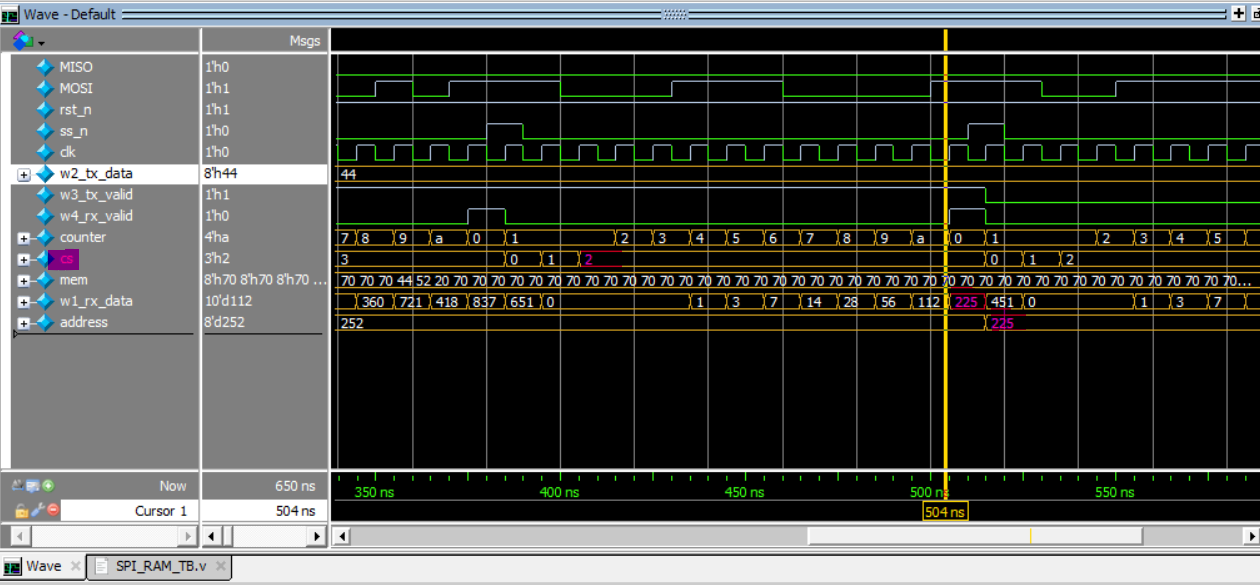 Wave - Default
Msgs
MISO 1'h0
MOSI 1'h1
rst_n 1'h1
ss_n 1'h0
clk 1'h0
w2_tx_data 8'h44 44
w3_tx_valid 1'h1
w4_rx_valid 1'h0
counter 4'ha 7 8 9 a 0 1 2 3 4 5 6 7 8 9 a 0 1 2 3 4 5
cs 3'h2 3 0 1 2 0 1 2
mem 8'h70 8'h70 8'h70 ... 70 70 70 44 52 20 70 70 70 70 70 70 70 70 70 70 70 70 70 70 70 70 70 70 70 70 70 70 70 70 70 70 70 70 70 70 70 70 70 70 70 70 70 70 70 70 70 70...
w1_rx_data 10'd112 360 721 418 837 651 0 1 3 7 14 28 56 112 225 451 0 1 3 7
address 8'd252 252 225
Now 650 ns 350 ns 400 ns 450 ns 500 ns 550 ns
Cursor 1 504 ns 504 ns
Wave SPI_RAM_TB.v